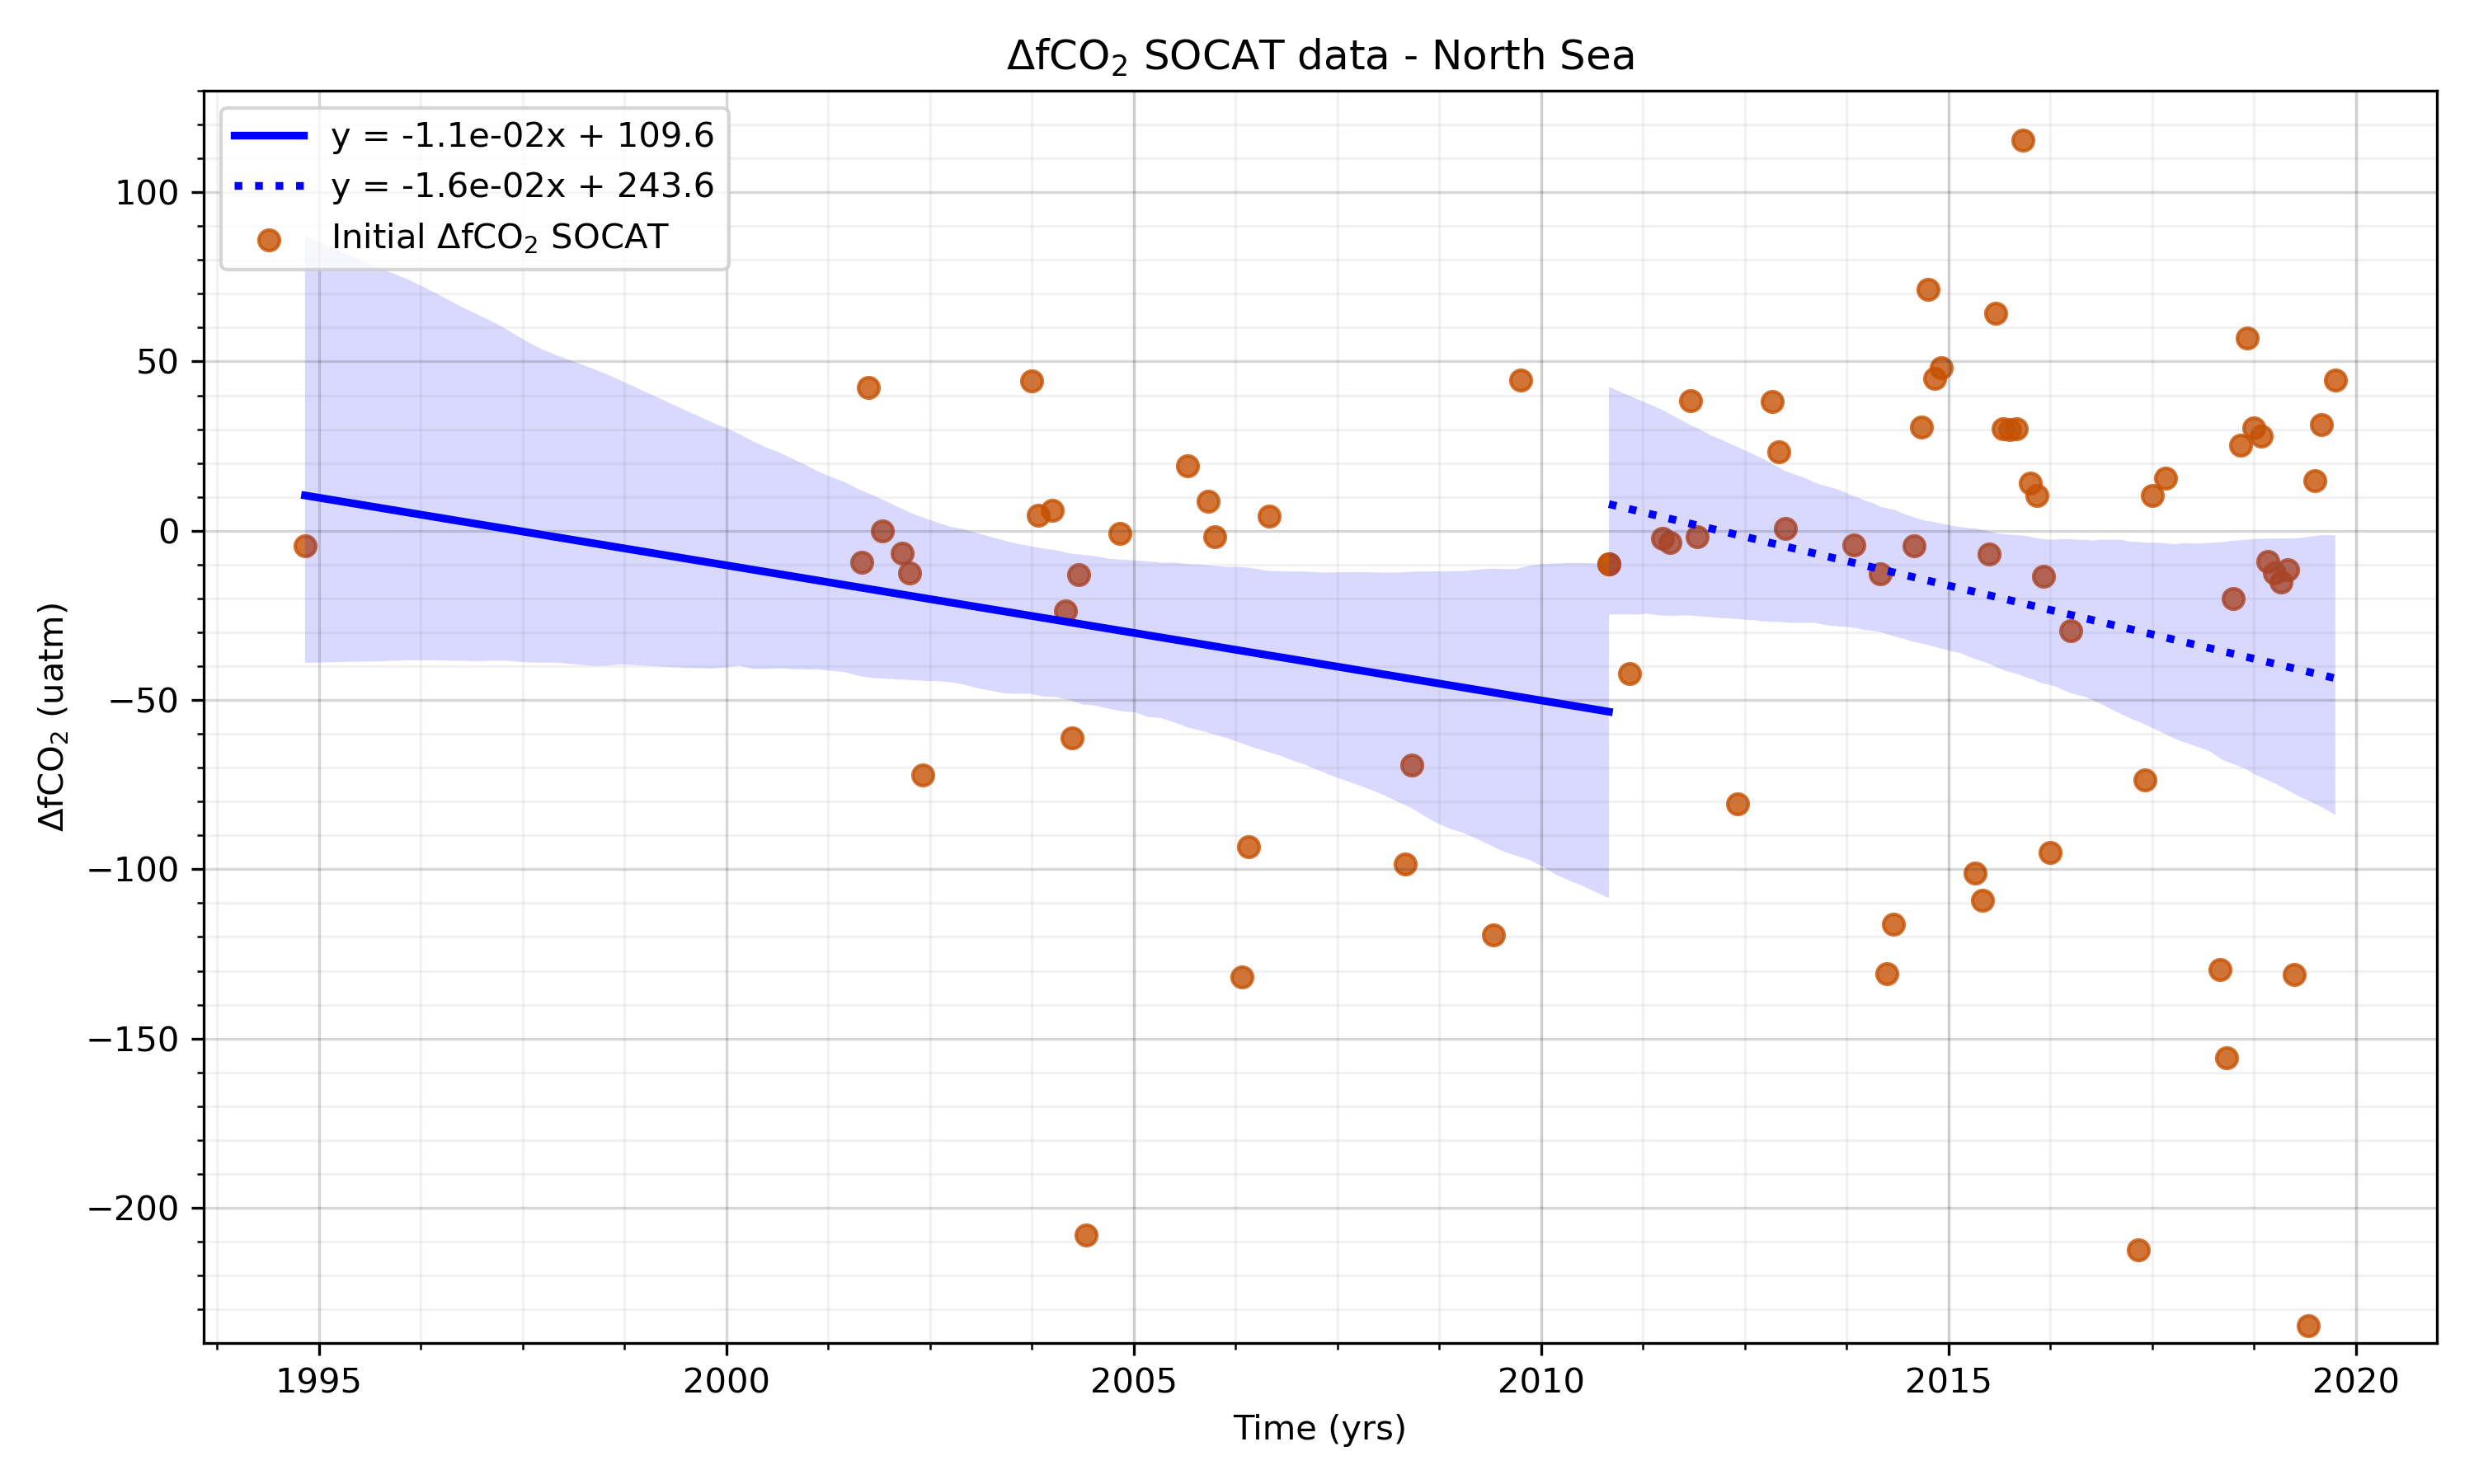 ΔfCO₂ SOCAT data - North Sea
y = -1.1e-02x + 109.6
y = -1.6e-02x + 243.6
Initial ΔfCO₂ SOCAT
ΔfCO₂ (uatm)
100
50
0
−50
−100
−150
−200
1995 2000 2005 2010 2015 2020
Time (yrs)